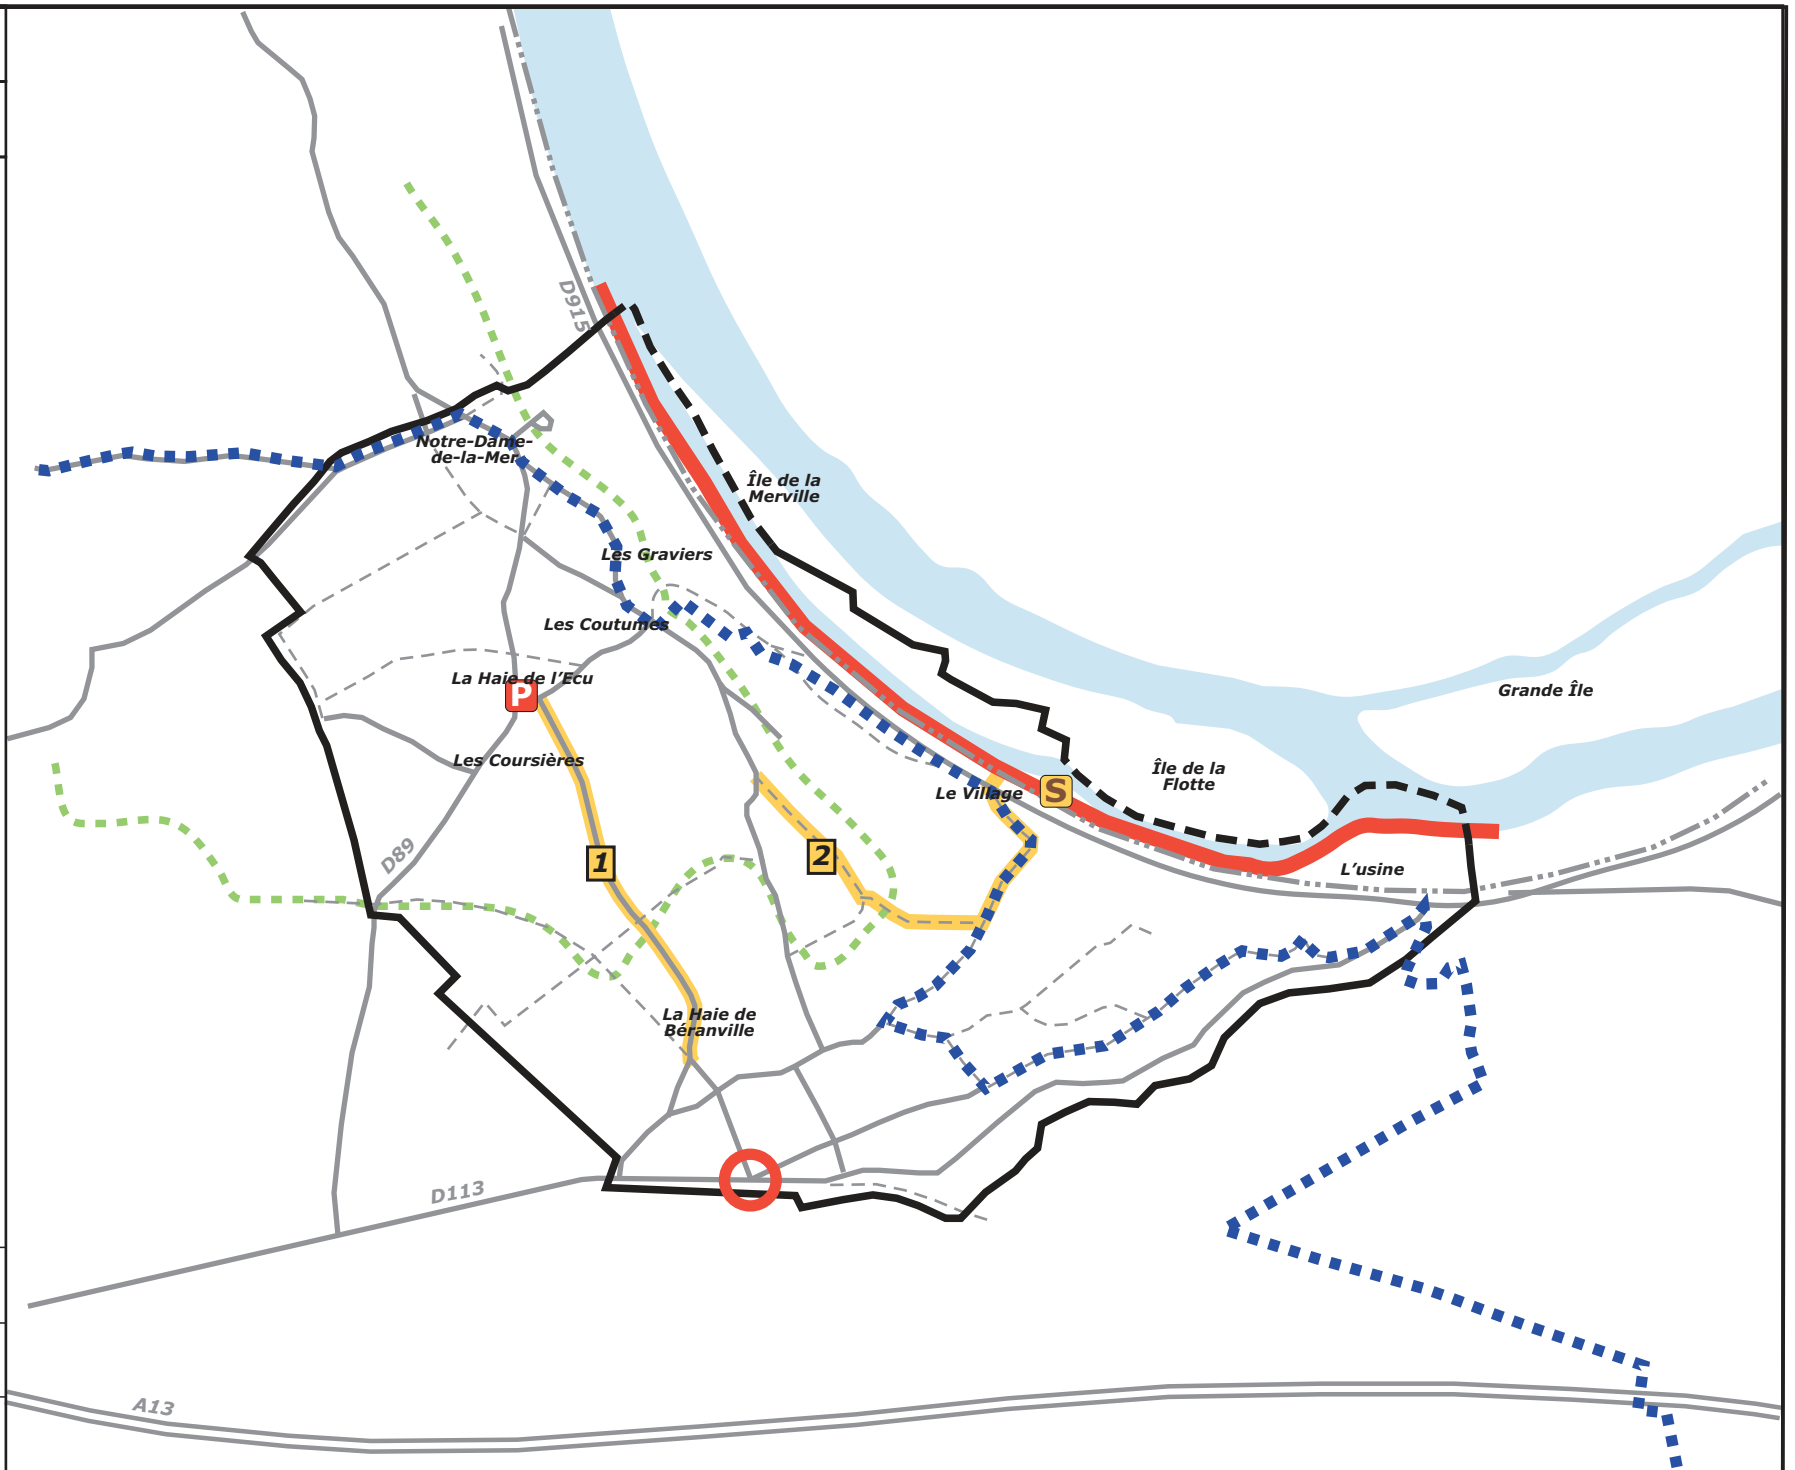 D915
Notre-Dame-
de-la-Mer
Île de la
Merville
Les Graviers
Les Coutumes
La Haie de l’Ecu
P
Grande Île
Les Coursières
Île de la
Flotte
Le Village
S
D89
1
2
L’usine
La Haie de
Béranville
D113
A13